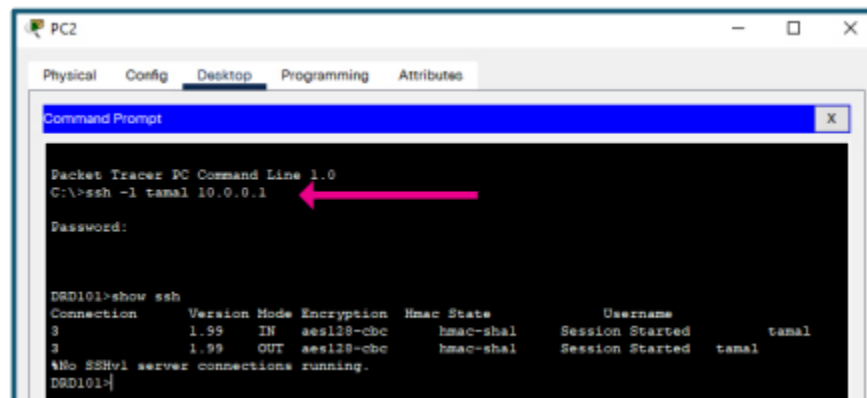 PC2
Physical Config Desktop Programming Attributes
Command Prompt X
Packet Tracer PC Command Line 1.0
C:\>ssh -l tamal 10.0.0.1
Password:
DRD101>show ssh
Connection Version Mode Encryption Hmac State Username
3 1.99 IN aes128-cbc hmac-sha1 Session Started tamal
3 1.99 OUT aes128-cbc hmac-sha1 Session Started tamal
%No SSHv1 server connections running.
DRD101>